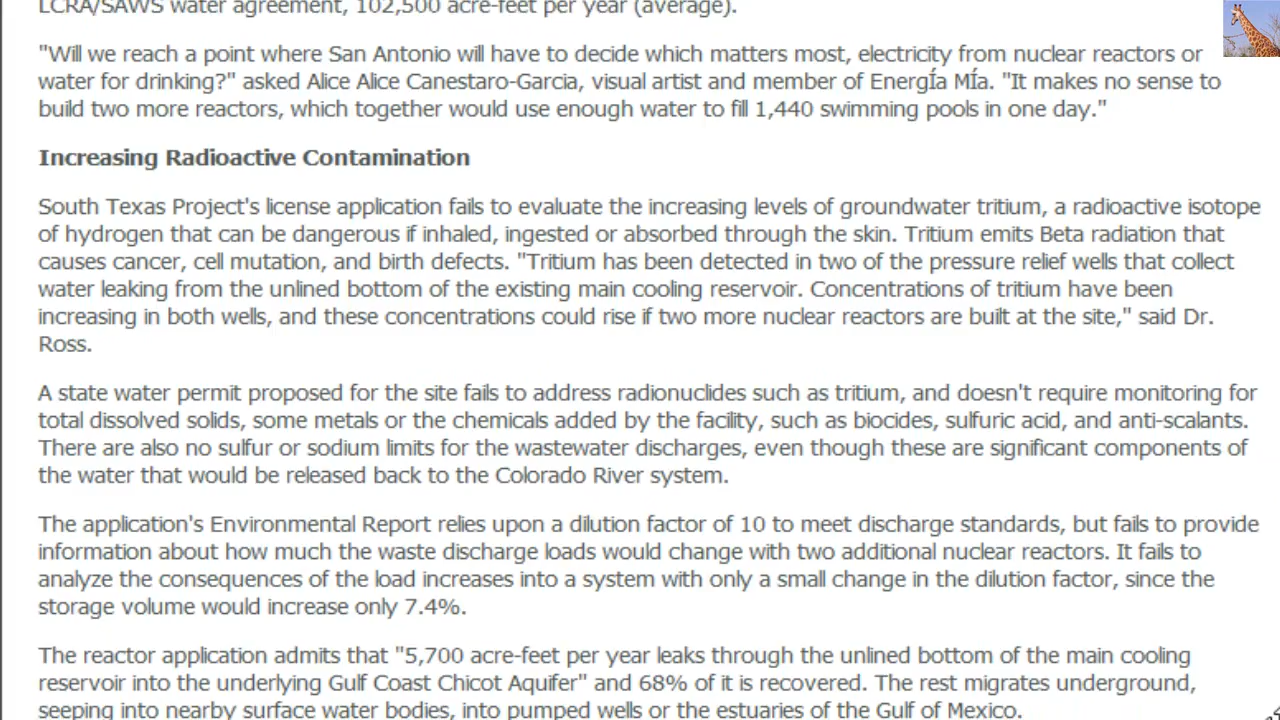 LCRA/SAWS water agreement, 102,500 acre-feet per year (average).
"Will we reach a point where San Antonio will have to decide which matters most, electricity from nuclear reactors or
water for drinking?" asked Alice Alice Canestaro-Garcia, visual artist and member of EnergÍa MÍa. "It makes no sense to
build two more reactors, which together would use enough water to fill 1,440 swimming pools in one day."
Increasing Radioactive Contamination
South Texas Project's license application fails to evaluate the increasing levels of groundwater tritium, a radioactive isotope
of hydrogen that can be dangerous if inhaled, ingested or absorbed through the skin. Tritium emits Beta radiation that
causes cancer, cell mutation, and birth defects. "Tritium has been detected in two of the pressure relief wells that collect
water leaking from the unlined bottom of the existing main cooling reservoir. Concentrations of tritium have been
increasing in both wells, and these concentrations could rise if two more nuclear reactors are built at the site," said Dr.
Ross.
A state water permit proposed for the site fails to address radionuclides such as tritium, and doesn't require monitoring for
total dissolved solids, some metals or the chemicals added by the facility, such as biocides, sulfuric acid, and anti-scalants.
There are also no sulfur or sodium limits for the wastewater discharges, even though these are significant components of
the water that would be released back to the Colorado River system.
The application's Environmental Report relies upon a dilution factor of 10 to meet discharge standards, but fails to provide
information about how much the waste discharge loads would change with two additional nuclear reactors. It fails to
analyze the consequences of the load increases into a system with only a small change in the dilution factor, since the
storage volume would increase only 7.4%.
The reactor application admits that "5,700 acre-feet per year leaks through the unlined bottom of the main cooling
reservoir into the underlying Gulf Coast Chicot Aquifer" and 68% of it is recovered. The rest migrates underground,
seeping into nearby surface water bodies, into pumped wells or the estuaries of the Gulf of Mexico.